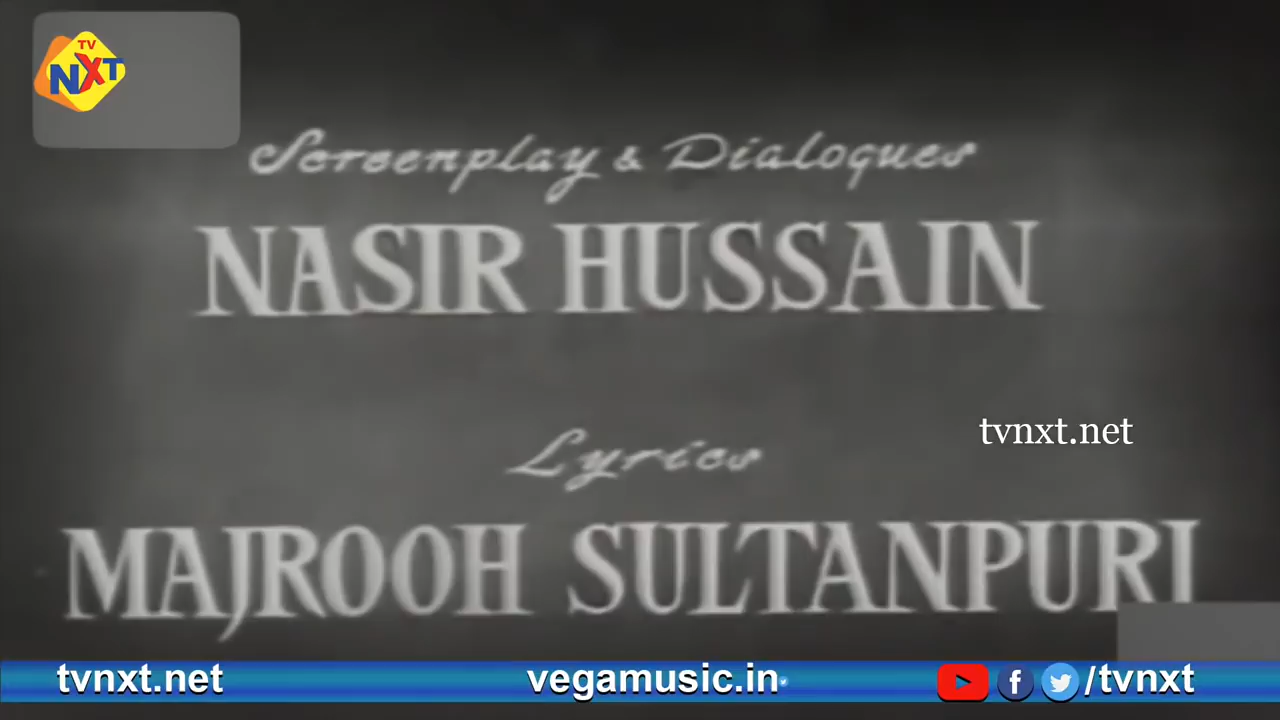 TV
NXT
Screenplay & Dialogues
NASIR HUSSAIN
tvnxt.net
Lyrics
MAJROOH SULTANPURI
tvnxt.net
vegamusic.in
/tvnxt